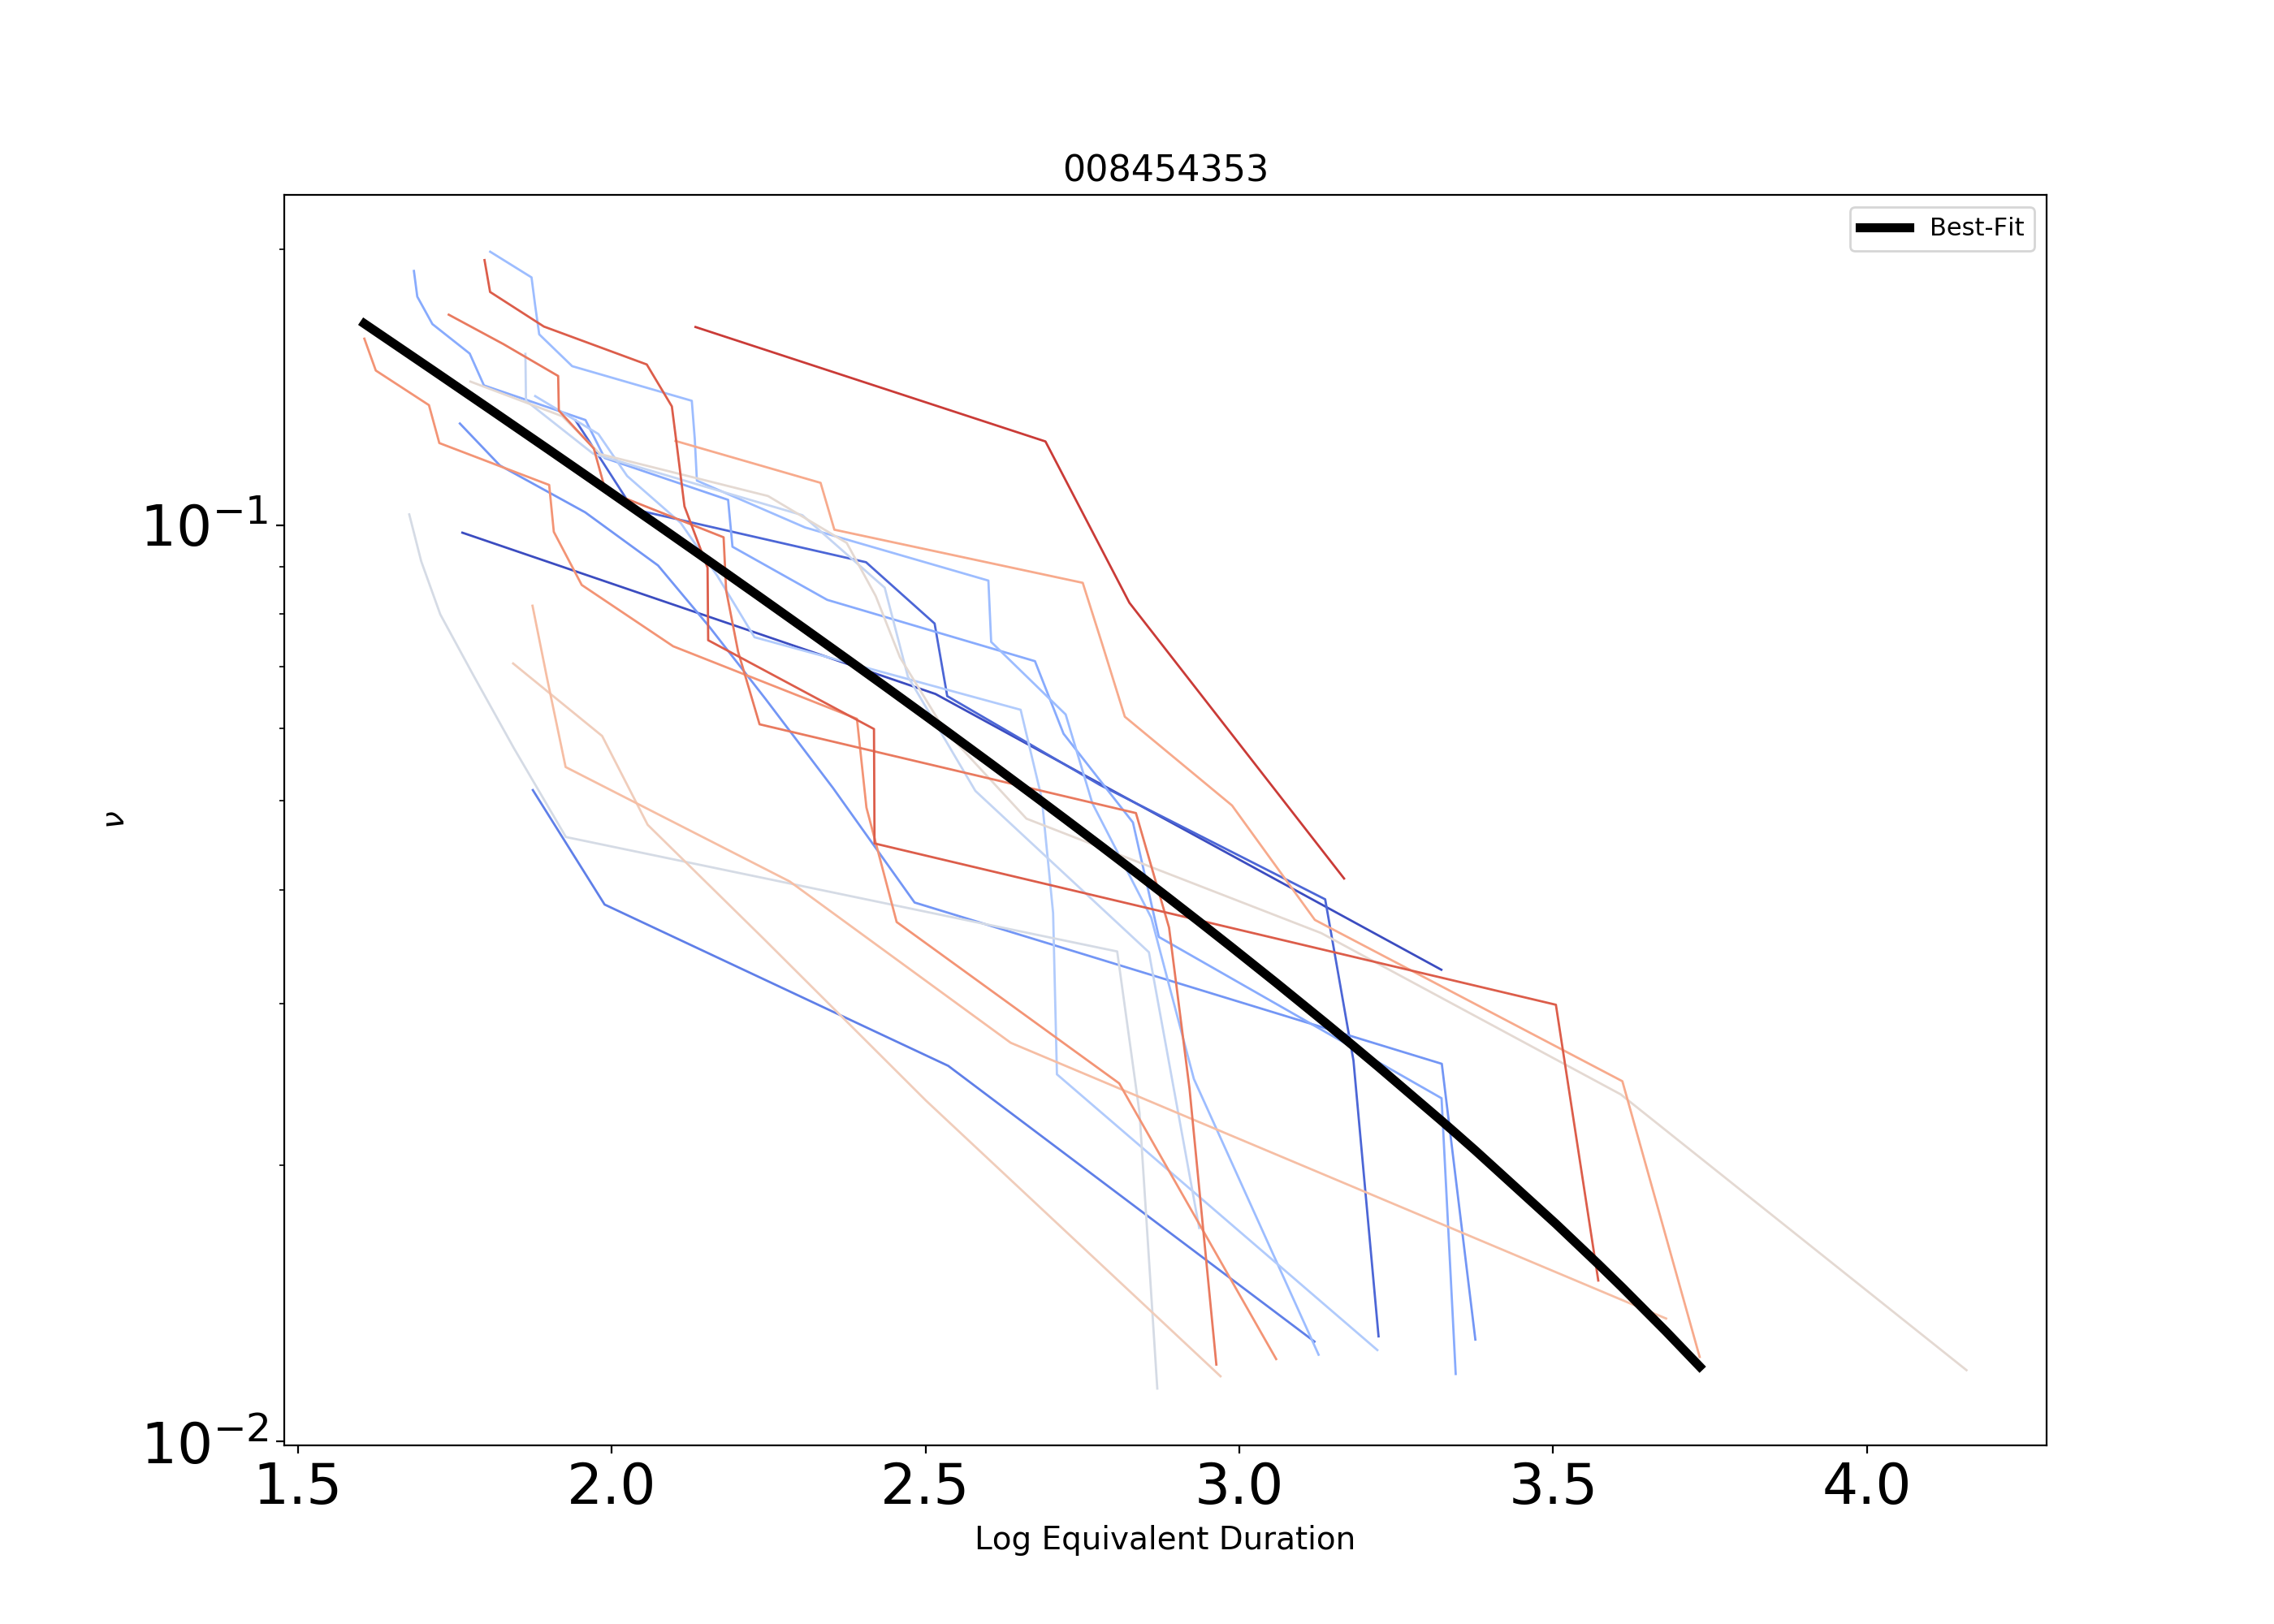 008454353
Best-Fit
10⁻¹
ν
10⁻²
1.5 2.0 2.5 3.0 3.5 4.0
Log Equivalent Duration